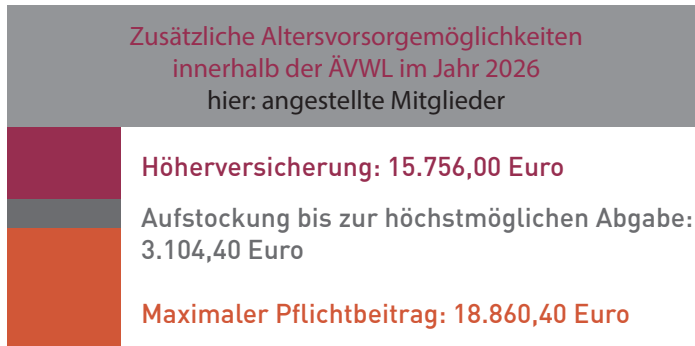 Zusätzliche Altersvorsorgemöglichkeiten
innerhalb der ÄVWL im Jahr 2026
hier: angestellte Mitglieder
Höherversicherung: 15.756,00 Euro
Aufstockung bis zur höchstmöglichen Abgabe:
3.104,40 Euro
Maximaler Pflichtbeitrag: 18.860,40 Euro